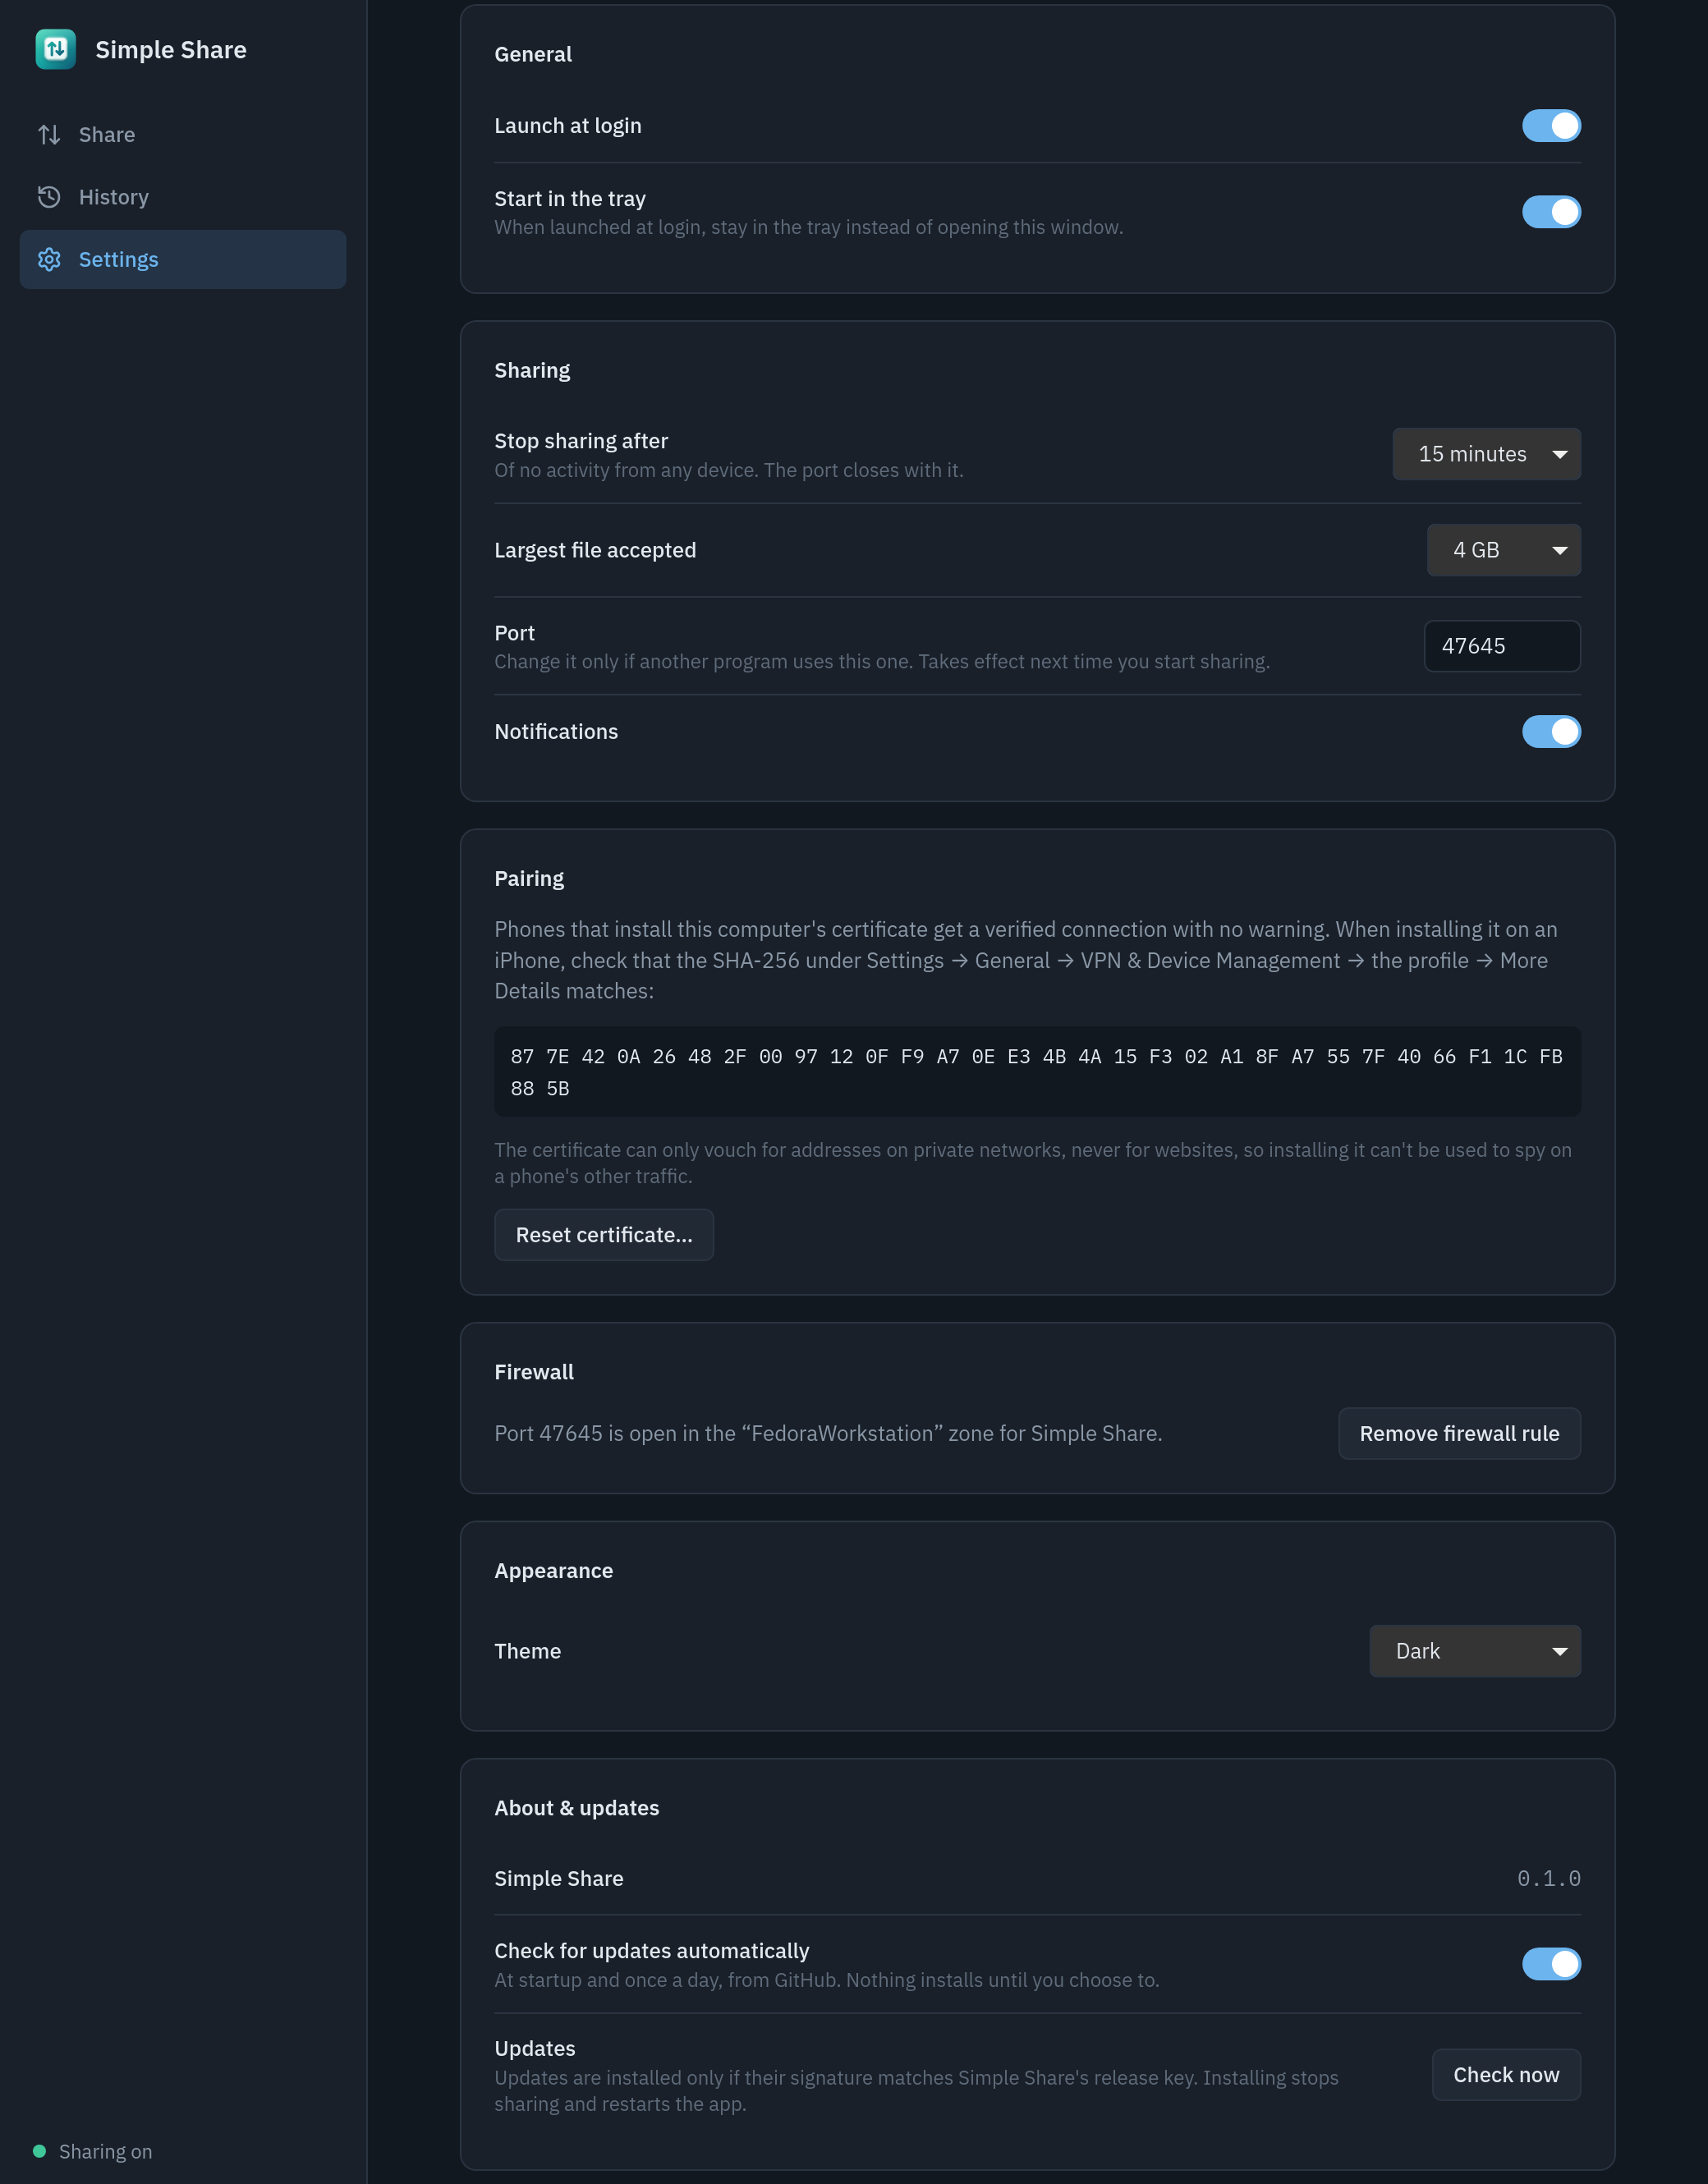 Simple Share
Share
History
Settings
Sharing on
General
Launch at login
Start in the tray
When launched at login, stay in the tray instead of opening this window.
Sharing
Stop sharing after
Of no activity from any device. The port closes with it.
15 minutes
Largest file accepted
4 GB
Port
Change it only if another program uses this one. Takes effect next time you start sharing.
47645
Notifications
Pairing
Phones that install this computer's certificate get a verified connection with no warning. When installing it on an
iPhone, check that the SHA-256 under Settings → General → VPN & Device Management → the profile → More
Details matches:
87 7E 42 0A 26 48 2F 00 97 12 0F F9 A7 0E E3 4B 4A 15 F3 02 A1 8F A7 55 7F 40 66 F1 1C FB
88 5B
The certificate can only vouch for addresses on private networks, never for websites, so installing it can't be used to spy on
a phone's other traffic.
Reset certificate...
Firewall
Port 47645 is open in the “FedoraWorkstation” zone for Simple Share.
Remove firewall rule
Appearance
Theme
Dark
About & updates
Simple Share
0.1.0
Check for updates automatically
At startup and once a day, from GitHub. Nothing installs until you choose to.
Updates
Updates are installed only if their signature matches Simple Share's release key. Installing stops
sharing and restarts the app.
Check now